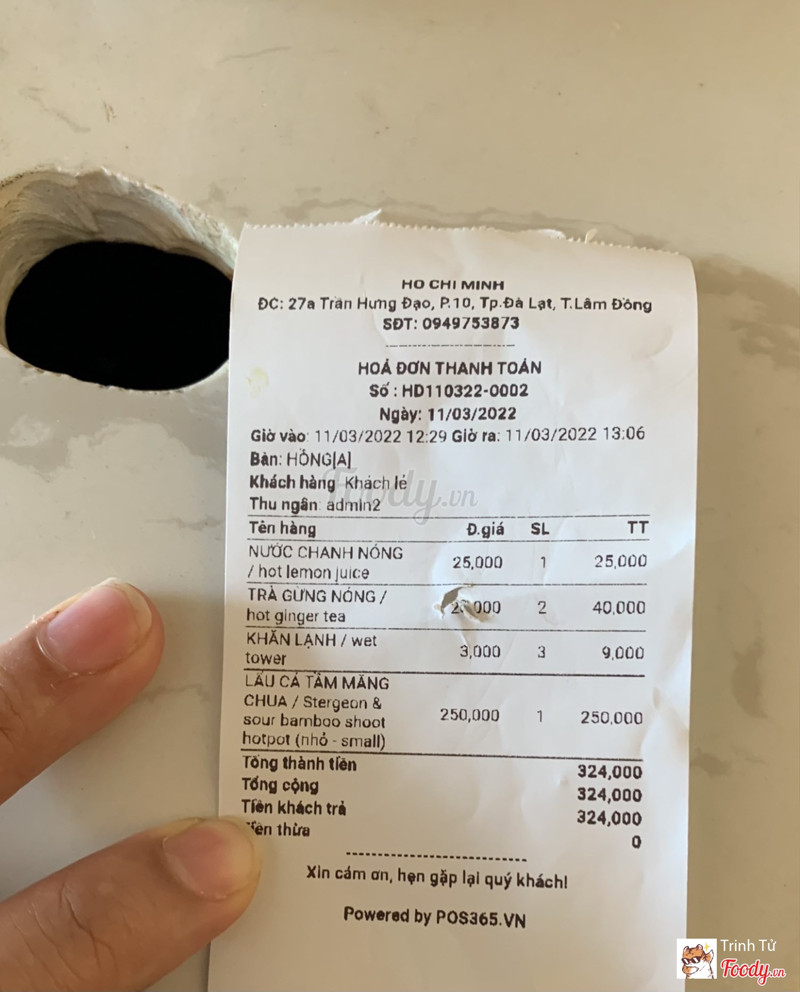 HO CHI MINH
ĐC: 27a Trần Hưng Đạo, P.10, Tp.Đà Lạt, T.Lâm Đồng
SĐT: 0949753873
HOÁ ĐƠN THANH TOÁN
Số : HD110322-0002
Ngày: 11/03/2022
Giờ vào: 11/03/2022 12:29 Giờ ra: 11/03/2022 13:06
Bàn: HỒNG[A]
Khách hàng Khách lẻ
Thu ngân: admin2
Foody.vn
Tên hàng Đ.giá SL TT
NƯỚC CHANH NÓNG
/ hot lemon juice 25,000 1 25,000
TRÀ GỪNG NÓNG /
hot ginger tea 2 40,000
KHĂN LẠNH / wet
tower 3,000 3 9,000
LẨU CÁ TẦM MĂNG
CHUA / Stergeon &
sour bamboo shoot 250,000 1 250,000
hotpot (nhỏ - small)
Tổng thành tiền 324,000
Tổng cộng 324,000
Tiền khách trả 324,000
thừa 0
Xin cám ơn, hẹn gặp lại quý khách!
Powered by POS365.VN
Trinh Tử
Foody.vn